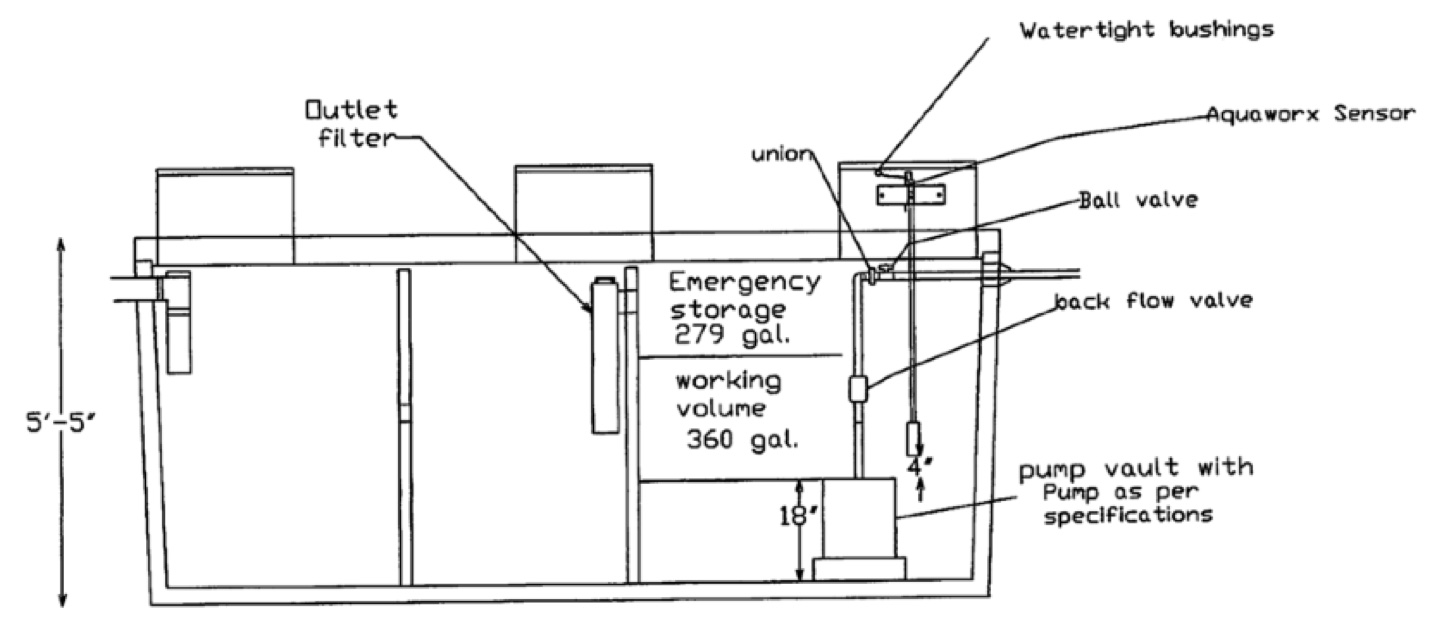 Watertight bushings
Outlet
filter
Aquaworx Sensor
union
Ball valve
Emergency
storage
279 gal.
back flow valve
working
volume
360 gal.
5'-5"
4"
pump vault with
Pump as per
specifications
18"